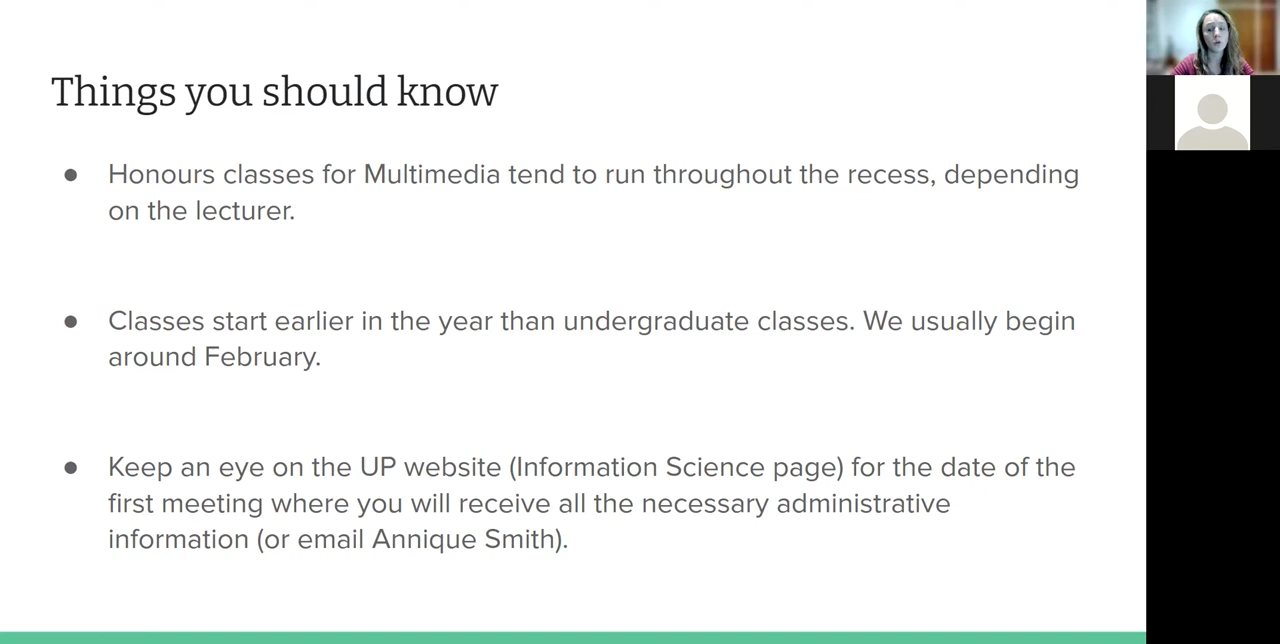 Things you should know
● Honours classes for Multimedia tend to run throughout the recess, depending
on the lecturer.
● Classes start earlier in the year than undergraduate classes. We usually begin
around February.
● Keep an eye on the UP website (Information Science page) for the date of the
first meeting where you will receive all the necessary administrative
information (or email Annique Smith).